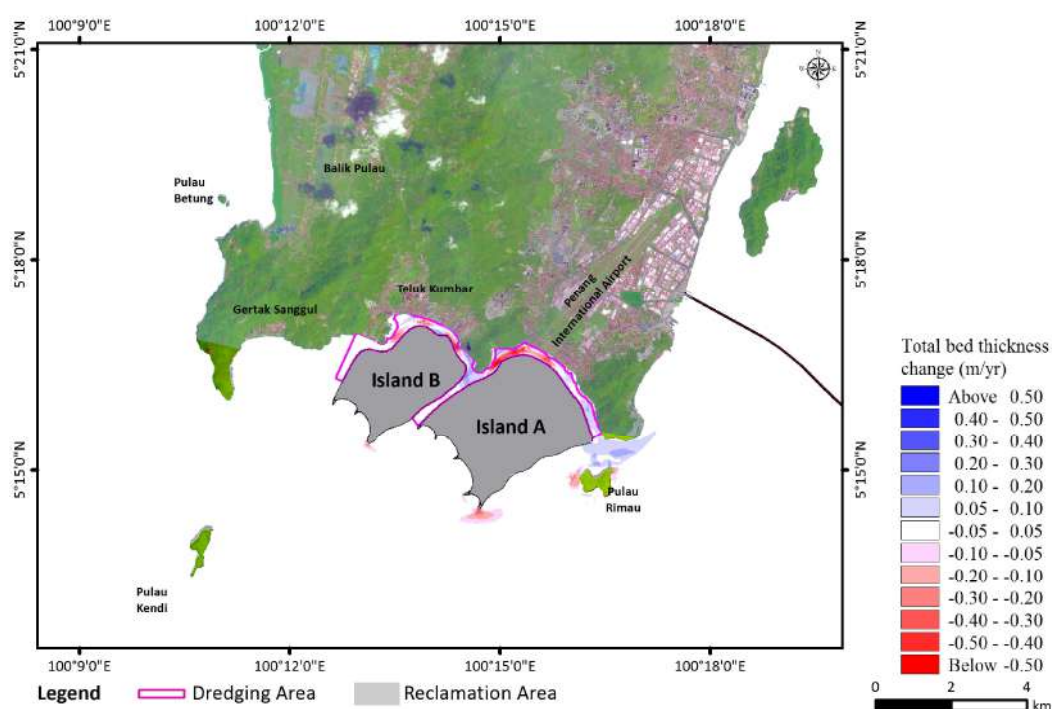 100°9'0"E
100°12'0"E
100°15'0"E
100°18'0"E
5°21'0"N
5°21'0"N
Balik Pulau
Pulau
Betung
5°18'0"N
5°18'0"N
Penang
International Airport
Teluk Kumbar
Gertak Sanggul
Island B
Island A
5°15'0"N
5°15'0"N
Pulau
Rimau
Pulau
Kendi
100°9'0"E
100°12'0"E
100°15'0"E
100°18'0"E
Total bed thickness
change (m/yr)
Above 0.50
0.40 - 0.50
0.30 - 0.40
0.20 - 0.30
0.10 - 0.20
0.05 - 0.10
-0.05 - 0.05
-0.10 - -0.05
-0.20 - -0.10
-0.30 - -0.20
-0.40 - -0.30
-0.50 - -0.40
Below -0.50
Legend
Dredging Area
Reclamation Area
0 2 4
km